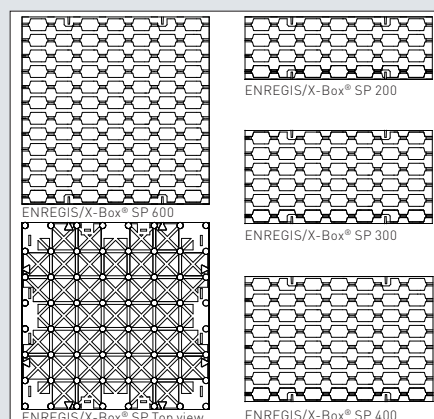 ENREGIS/X-Box® SP 600
ENREGIS/X-Box® SP 200
ENREGIS/X-Box® SP 300
ENREGIS/X-Box® SP Top view
ENREGIS/X-Box® SP 400